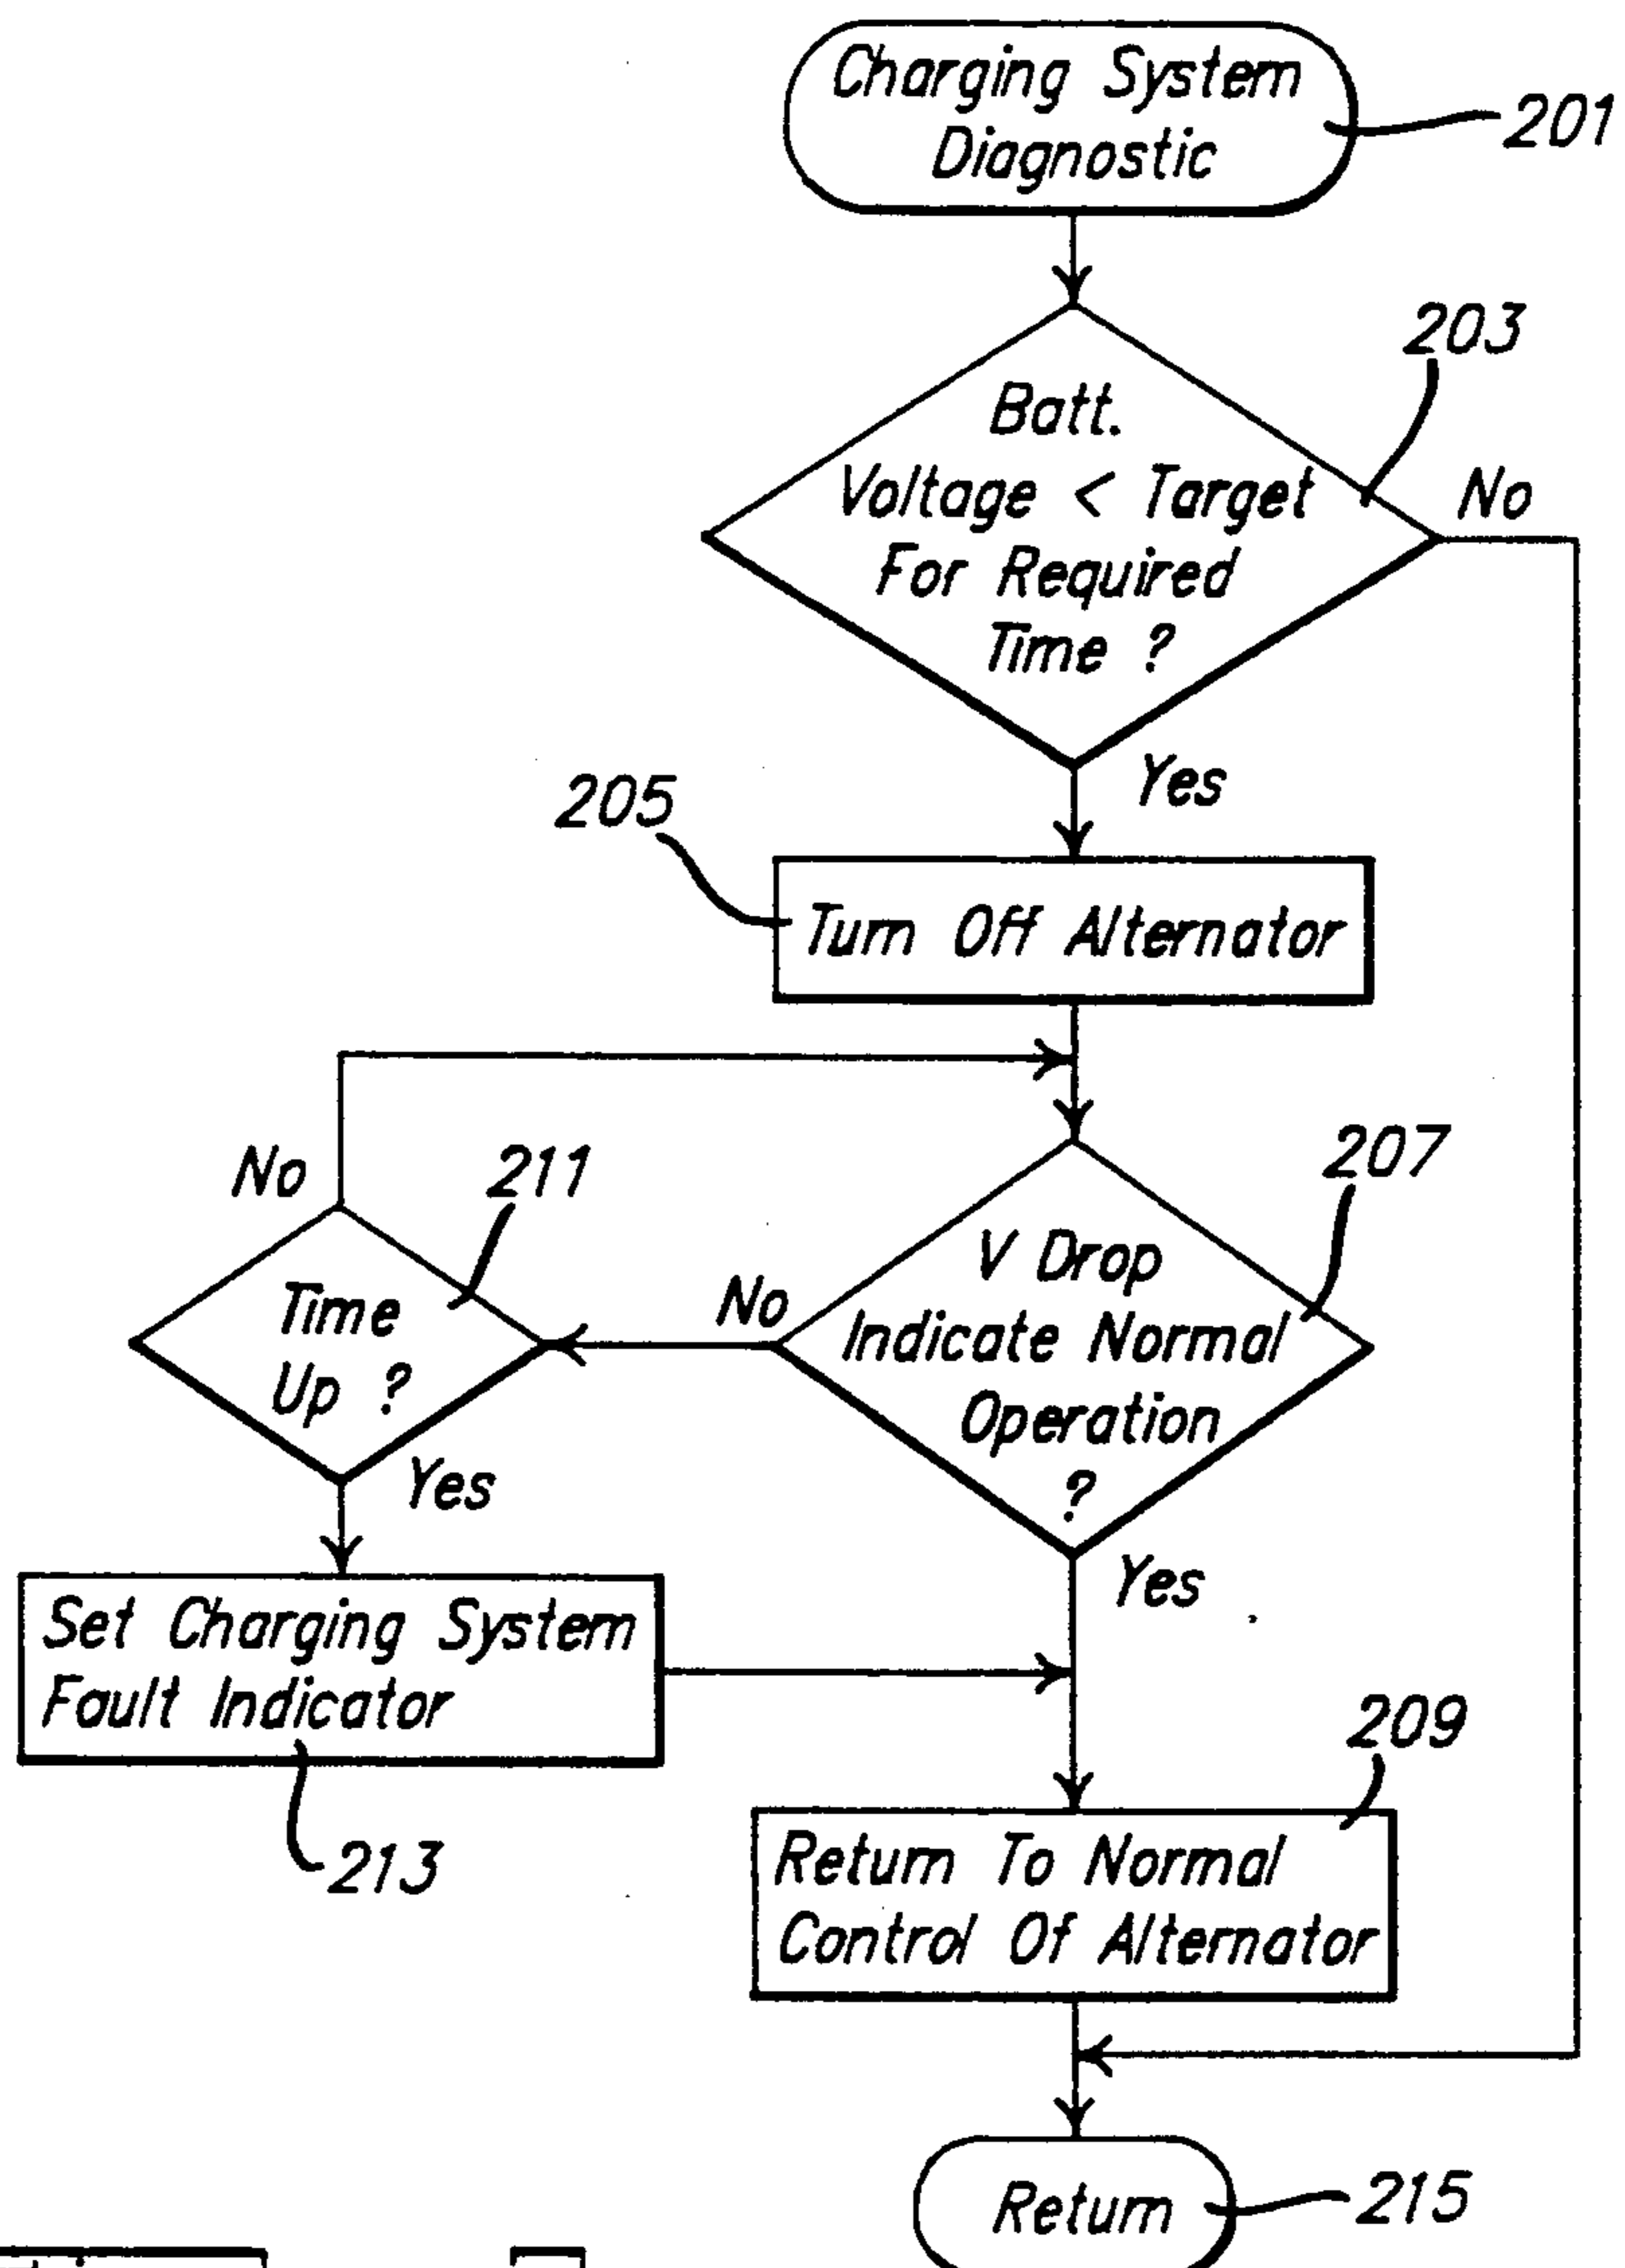 Charging System
Diagnostic
201
203
Batt.
Voltage < Target
For Required
Time ?
No
Yes
205
Turn Off Alternator
No
211
207
Time
Up ?
No
V Drop
Indicate Normal
Operation
?
Yes
Yes
Set Charging System
Fault Indicator
213
209
Return To Normal
Control Of Alternator
Return
215